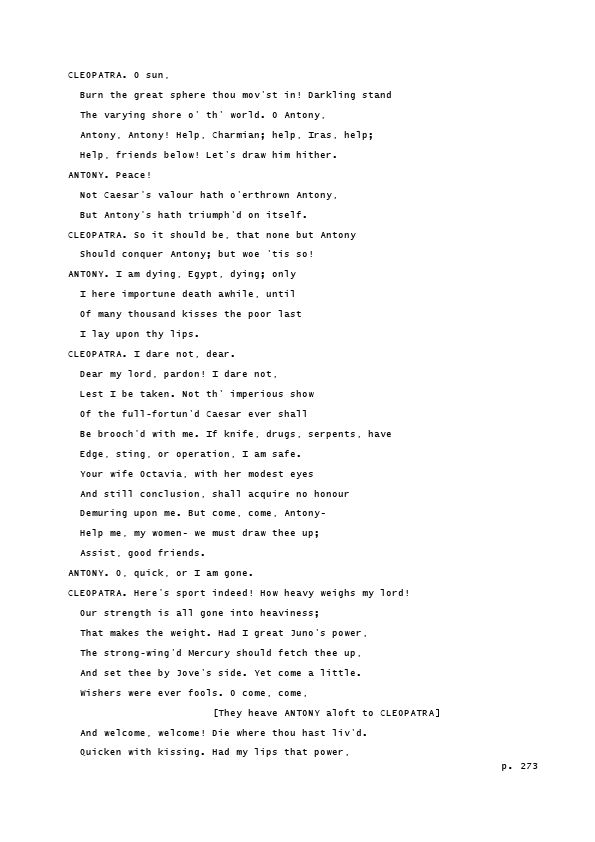 CLEOPATRA. O sun,
Burn the great sphere thou mov'st in! Darkling stand
The varying shore o' th' world. O Antony,
Antony, Antony! Help, Charmian; help, Iras, help;
Help, friends below! Let's draw him hither.
ANTONY. Peace!
Not Caesar's valour hath o'erthrown Antony,
But Antony's hath triumph'd on itself.
CLEOPATRA. So it should be, that none but Antony
Should conquer Antony; but woe 'tis so!
ANTONY. I am dying, Egypt, dying; only
I here importune death awhile, until
Of many thousand kisses the poor last
I lay upon thy lips.
CLEOPATRA. I dare not, dear.
Dear my lord, pardon! I dare not,
Lest I be taken. Not th' imperious show
Of the full-fortun'd Caesar ever shall
Be brooch'd with me. If knife, drugs, serpents, have
Edge, sting, or operation, I am safe.
Your wife Octavia, with her modest eyes
And still conclusion, shall acquire no honour
Demuring upon me. But come, come, Antony-
Help me, my women- we must draw thee up;
Assist, good friends.
ANTONY. O, quick, or I am gone.
CLEOPATRA. Here's sport indeed! How heavy weighs my lord!
Our strength is all gone into heaviness;
That makes the weight. Had I great Juno's power,
The strong-wing'd Mercury should fetch thee up,
And set thee by Jove's side. Yet come a little.
Wishers were ever fools. O come, come,
[They heave ANTONY aloft to CLEOPATRA]
And welcome, welcome! Die where thou hast liv'd.
Quicken with kissing. Had my lips that power,
p. 273